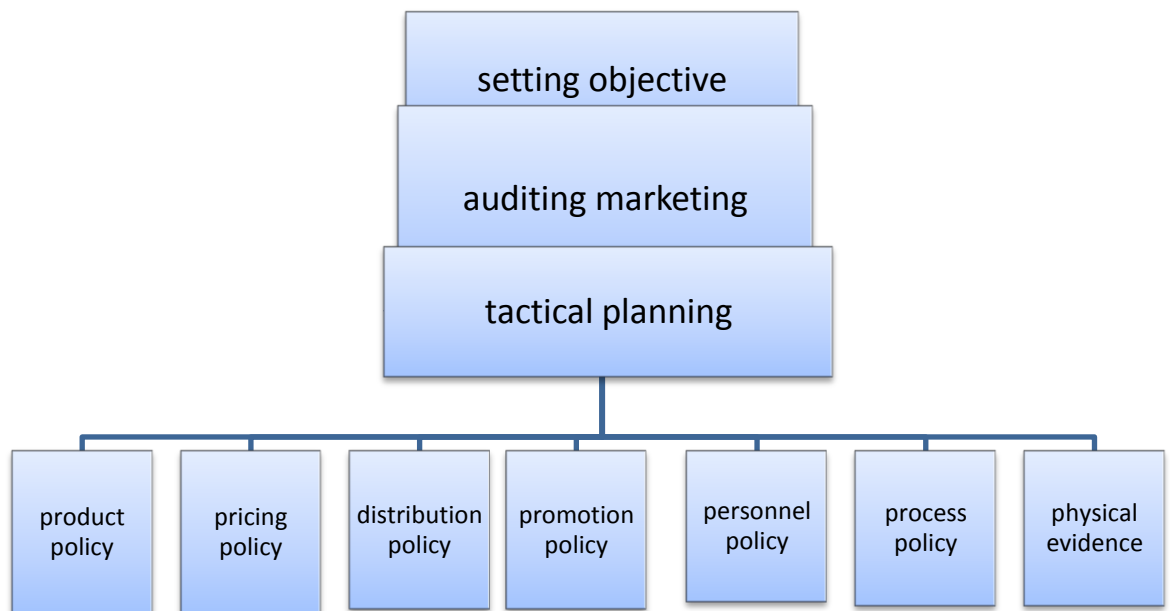 setting objective
auditing marketing
tactical planning
product
policy
pricing
policy
distribution
policy
promotion
policy
personnel
policy
process
policy
physical
evidence